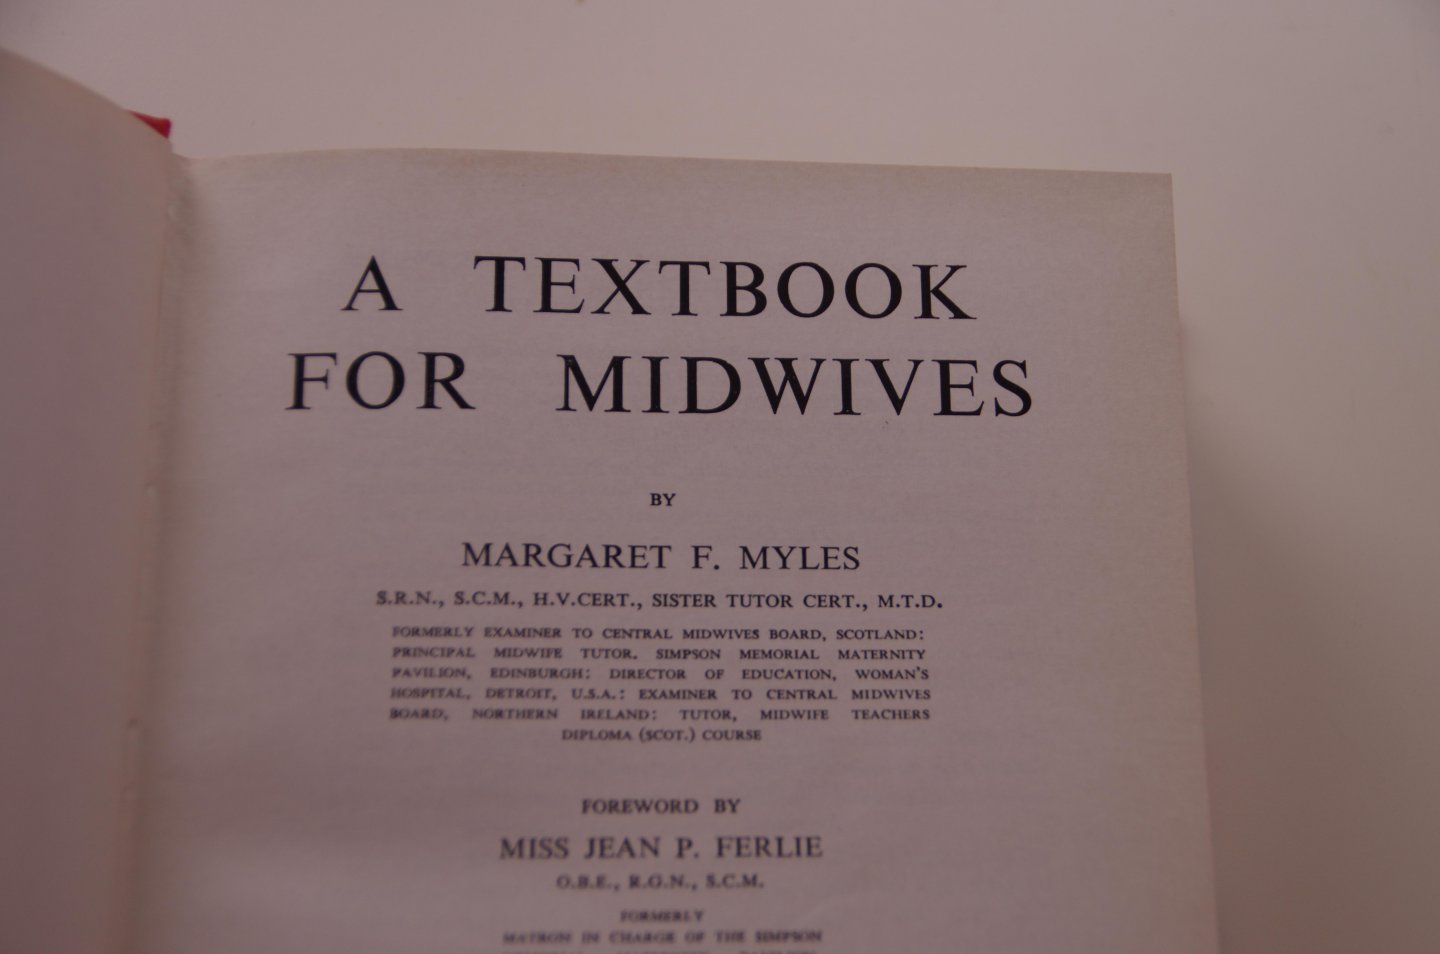 A TEXTBOOK
FOR MIDWIVES
BY
MARGARET F. MYLES
S.R.N., S.C.M., H.V.CERT., SISTER TUTOR CERT., M.T.D.
FORMERLY EXAMINER TO CENTRAL MIDWIVES BOARD, SCOTLAND:
PRINCIPAL MIDWIFE TUTOR. SIMPSON MEMORIAL MATERNITY
PAVILION, EDINBURGH: DIRECTOR OF EDUCATION, WOMAN'S
HOSPITAL, DETROIT, U.S.A.: EXAMINER TO CENTRAL MIDWIVES
BOARD, NORTHERN IRELAND: TUTOR, MIDWIFE TEACHERS
DIPLOMA (SCOT.) COURSE
FOREWORD BY
MISS JEAN P. FERLIE
O.B.E., R.G.N., S.C.M.
FORMERLY
MATRON IN CHARGE OF THE SIMPSON